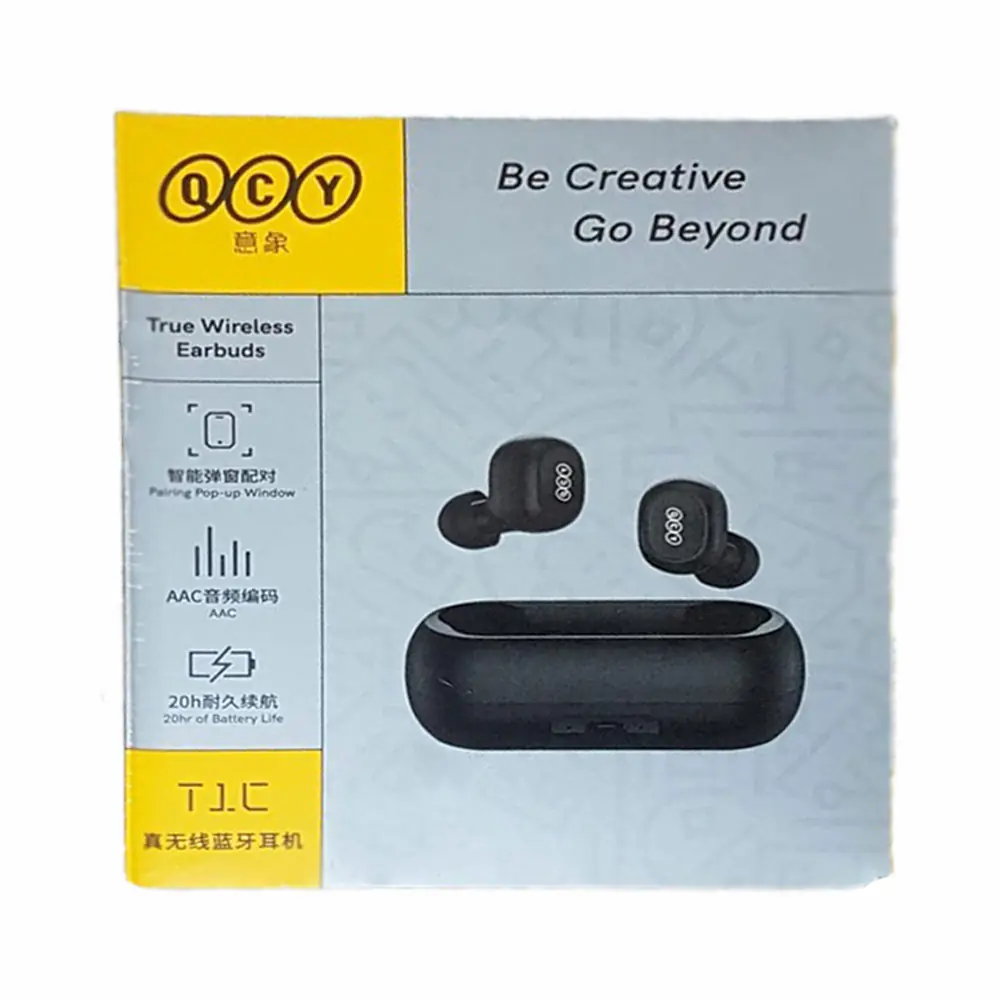 QCY
意象
Be Creative
Go Beyond
True Wireless
Earbuds
智能弹窗配对
Pairing Pop-up Window
AAC音频编码
AAC
20h耐久续航
20hr of Battery Life
T1C
真无线蓝牙耳机
QCY
QCY